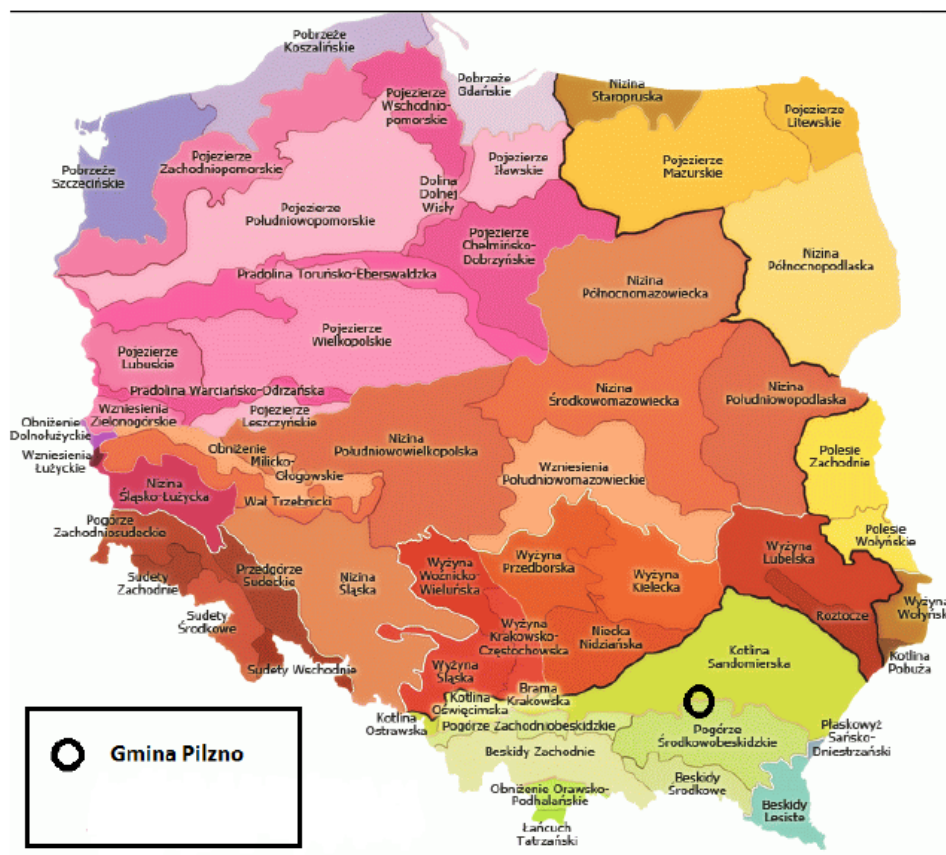 Pobrzeże
Koszalińskie
Pobrzeże
Gdańskie
Nizina
Staropruska
Pojezierze
Wschodnio-
pomorskie
Pojezierze
Litewskie
Pobrzeże
Szczecińskie
Pojezierze
Zachodniopomorskie
Pojezierze
Iławskie
Pojezierze
Mazurskie
Dolina
Dolnej
Wisły
Pojezierze
Południowopomorskie
Pojezierze
Chełmińsko-
Dobrzyńskie
Nizina
Północnopodlaska
Pradolina Toruńsko-Eberswaldzka
Nizina
Północnomazowiecka
Pojezierze
Wielkopolskie
Pojezierze
Lubuskie
Pradolina Warciańsko-Odrzańska
Nizina
Środkowomazowiecka
Nizina
Południowopodlaska
Wzniesienia
Zielonogórskie
Pojezierze
Leszczyńskie
Obniżenie
Dolnołużyckie
Wzniesienia
Łużyckie
Obniżenie
Milicko-
Głogowskie
Nizina
Południowowielkopolska
Wzniesienia
Południowomazowieckie
Polesie
Zachodnie
Nizina
Śląsko-Łużycka
Wał Trzebnicki
Pogórze
Zachodniosudeckie
Polesie
Wołyńskie
Sudety
Zachodnie
Przedgórze
Sudeckie
Nizina
Śląska
Wyżyna
Woźnicko-
Wieluńska
Wyżyna
Przedborska
Wyżyna
Kielecka
Wyżyna
Lubelska
Roztocze
Wyżyna
Wołyńsk
Sudety
Środkowe
Wyżyna
Krakowsko-
Częstochowska
Niecka
Nidziańska
Kotlina
Sandomierska
Kotlina
Pobuża
Sudety Wschodnie
Wyżyna
Śląska
Kotlina
Oświęcimska
Brama
Krakowska
Kotlina
Ostrawska
Pogórze Zachodniobeskidzkie
Pogórze
Środkowobeskidzkie
Płaskowyż
Sańsko-
Dniestrzański
Beskidy Zachodnie
Beskidy
Środkowe
Obniżenie Orawsko-
Podhalańskie
Beskidy
Lesiste
Łańcuch
Tatrzański
Gmina Pilzno